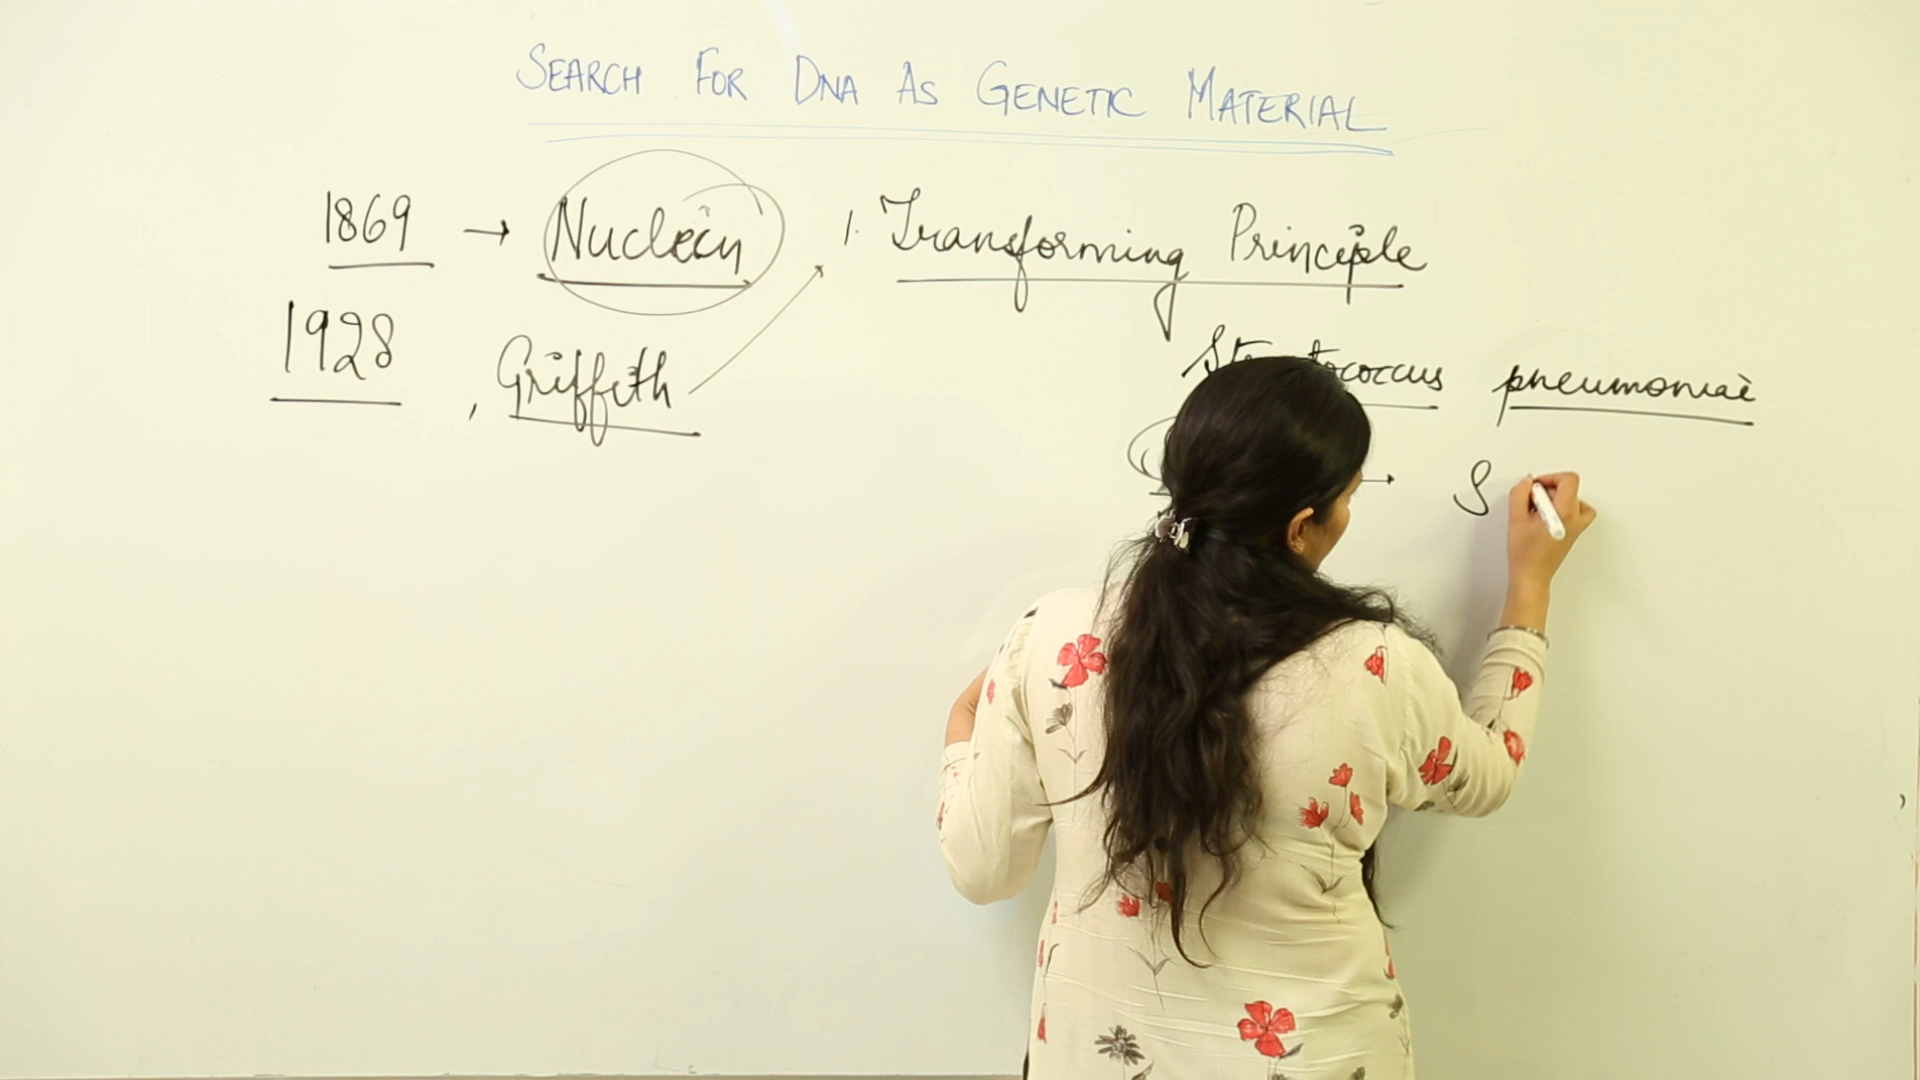 SEARCH FOR DNA AS GENETIC MATERIAL
1869 → Nuclein
1. Transforming Principle
1928, Griffith
pneumoniae
S